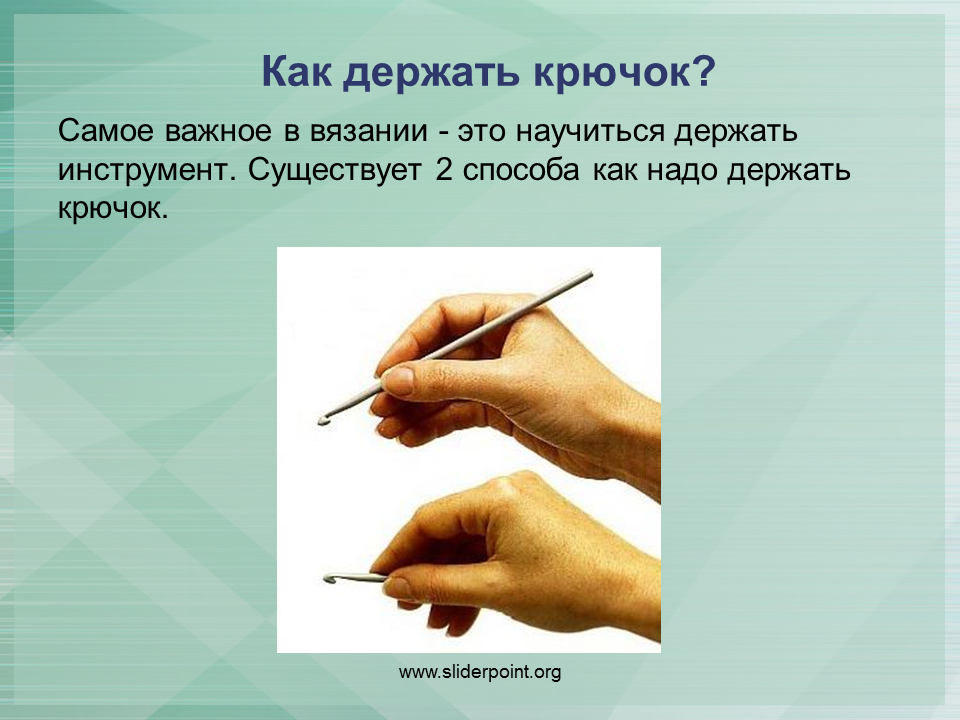 Как держать крючок?
Самое важное в вязании - это научиться держать
инструмент. Существует 2 способа как надо держать
крючок.
www.sliderpoint.org